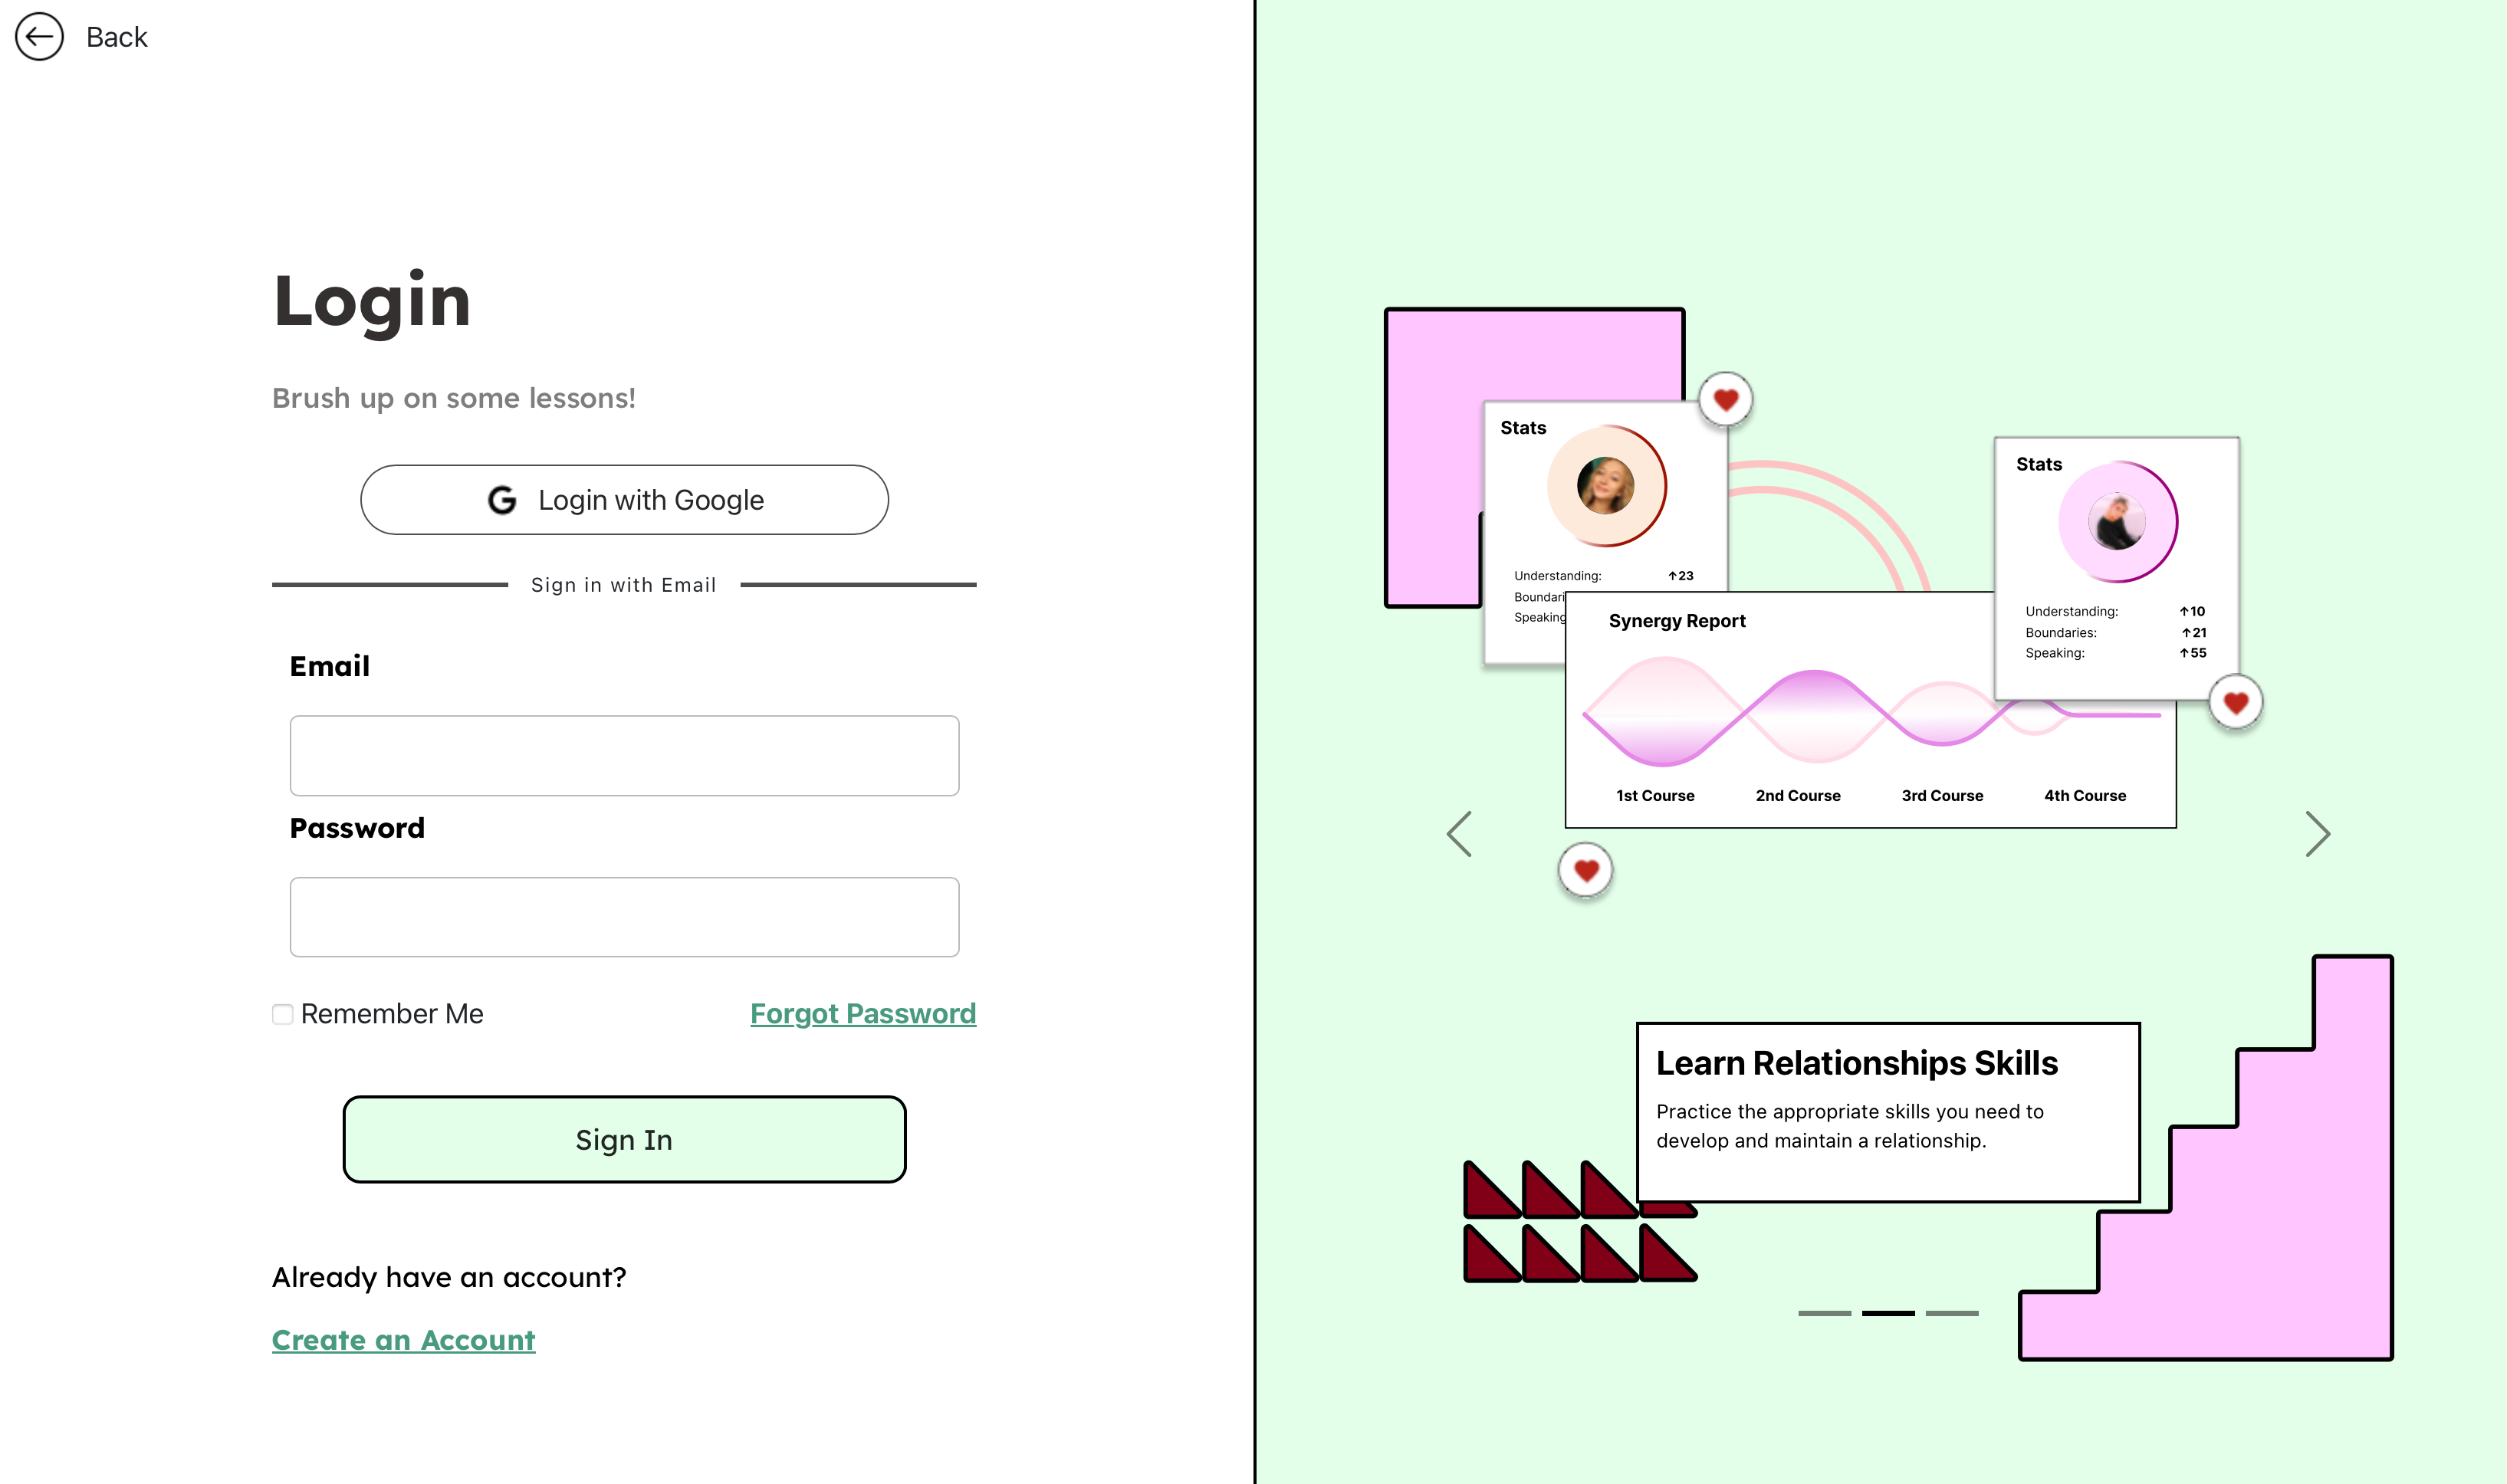 Back
Login
Brush up on some lessons!
Login with Google
Sign in with Email
Email
Password
Remember Me
Forgot Password
Sign In
Already have an account?
Create an Account
Stats
Understanding: ↑23
Boundari
Speaking
Stats
Understanding: ↑10
Boundaries: ↑21
Speaking: ↑55
Synergy Report
1st Course 2nd Course 3rd Course 4th Course
Learn Relationships Skills
Practice the appropriate skills you need to
develop and maintain a relationship.